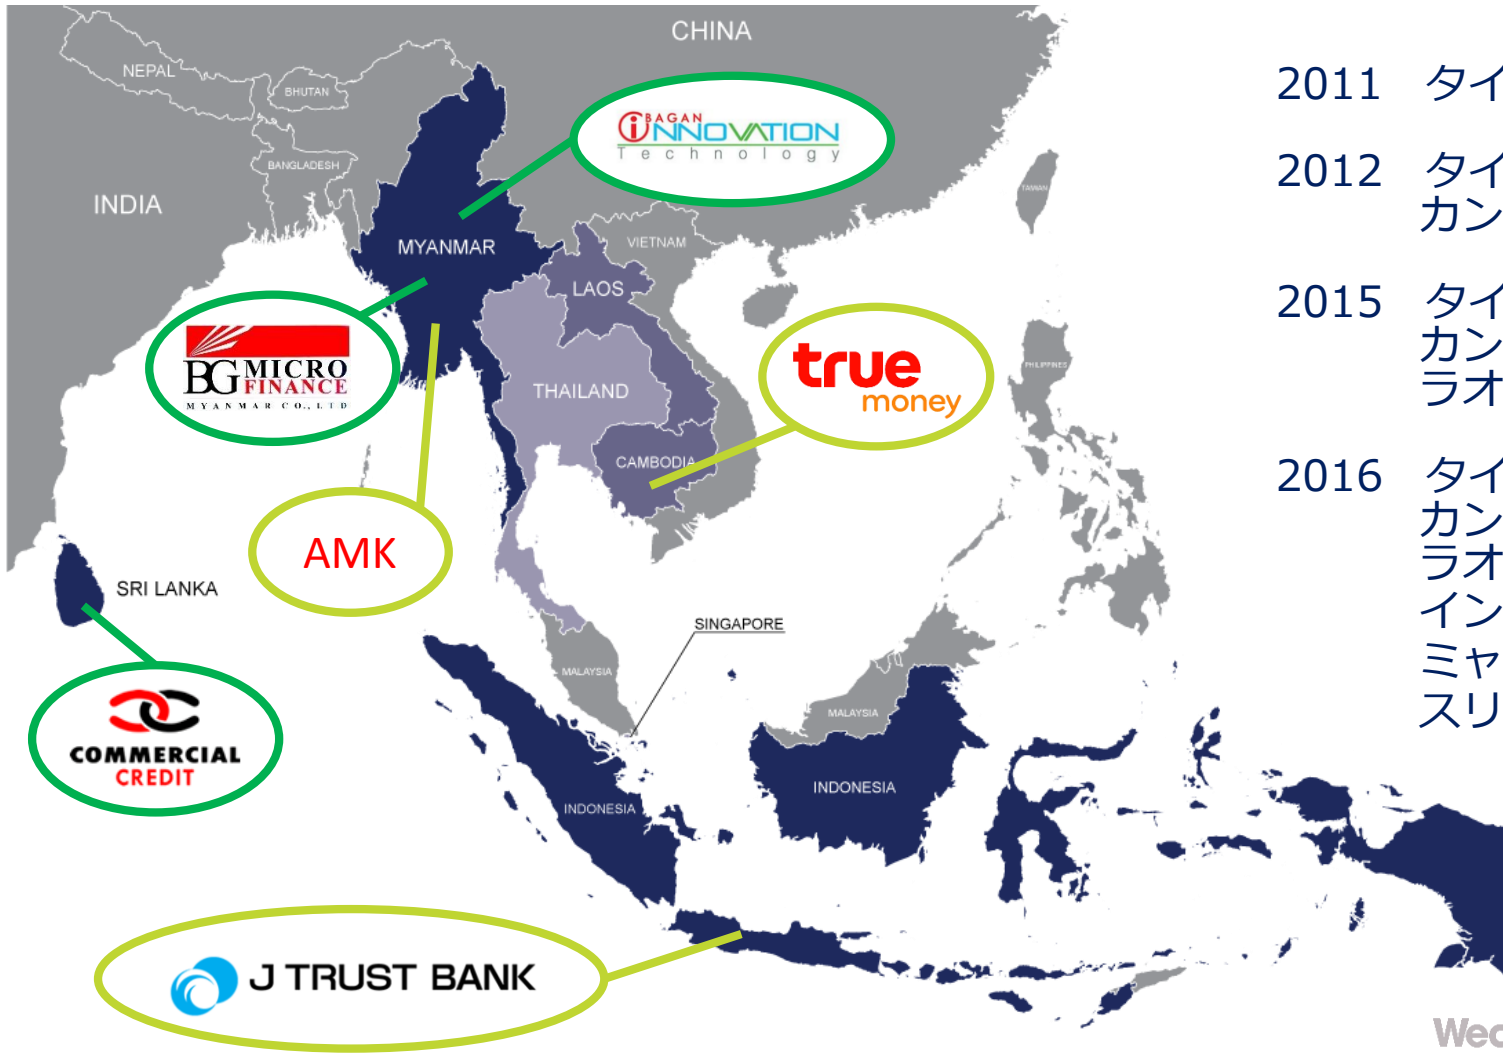 CHINA
NEPAL
BHUTAN
BANGLADESH
INDIA
MYANMAR
VIETNAM
LAOS
THAILAND
CAMBODIA
TAIWAN
PHILIPPINES
SRI LANKA
SINGAPORE
MALAYSIA
MALAYSIA
INDONESIA
INDONESIA
BAGAN
iNNOVATION
Technology
BG MICRO
FINANCE
MYANMAR CO., LTD
true
money
AMK
COMMERCIAL
CREDIT
J TRUST BANK
2011 タイ
2012 タイ
カン
2015 タイ
カン
ラオ
2016 タイ
カン
ラオ
イン
ミャ
スリ
Wed